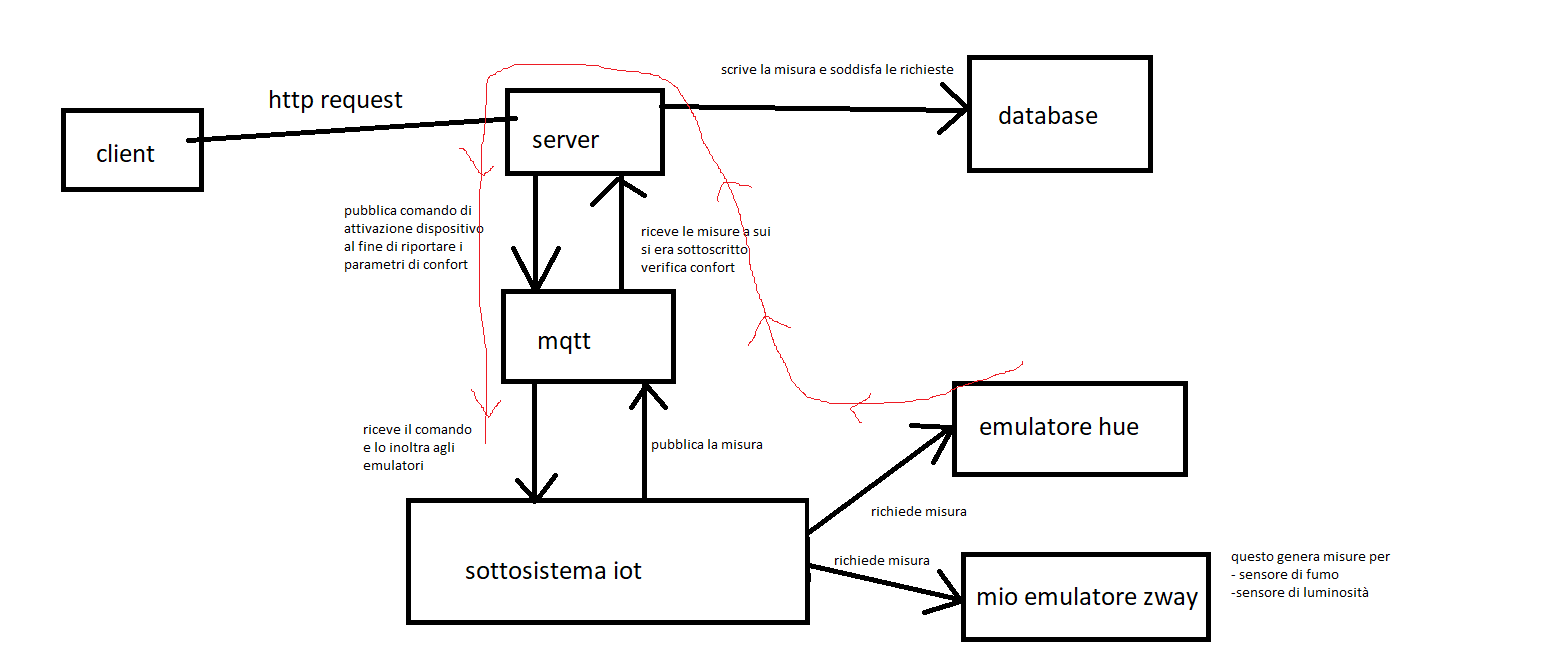 scrive la misura e soddisfa le richieste
http request
client
server
database
pubblica comando di
attivazione dispositivo
al fine di riportare i
parametri di confort
riceve le misure a sui
si era sottoscritto
verifica confort
mqtt
riceve il comando
e lo inoltra agli
emulatori
pubblica la misura
emulatore hue
richiede misura
sottosistema iot
richiede misura
mio emulatore zway
questo genera misure per
- sensore di fumo
-sensore di luminosità